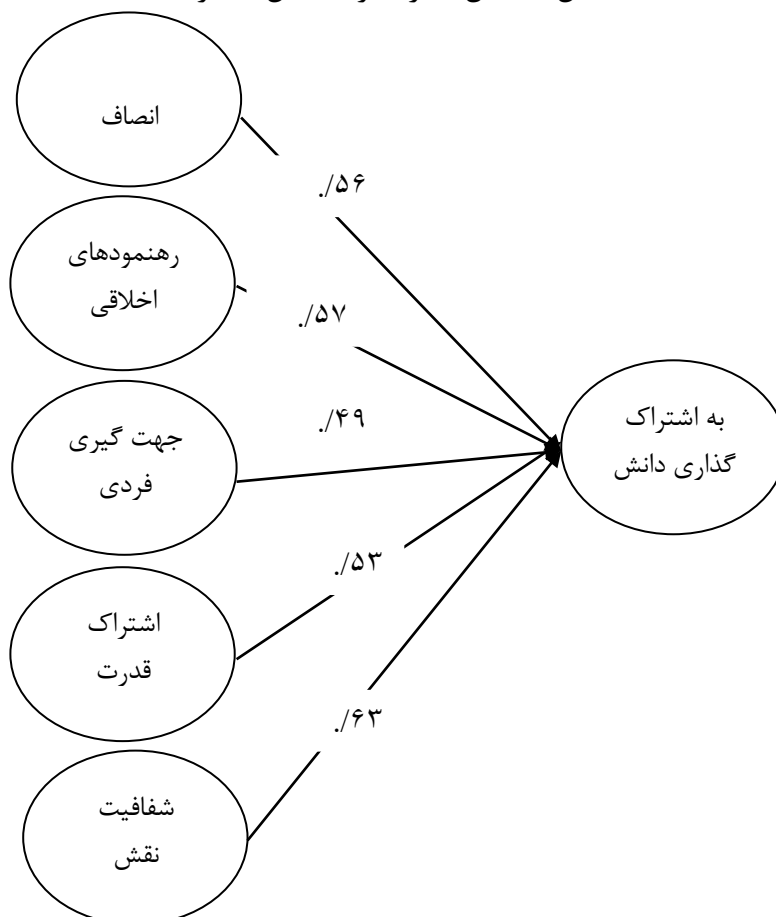 انصاف
./۵۶
رهنمودهای
اخلاقی
./۵۷
جهت گیری
فردی
./۴۹
به اشتراک
گذاری دانش
اشتراک
قدرت
./۵۳
شفافیت
نقش
./۶۳